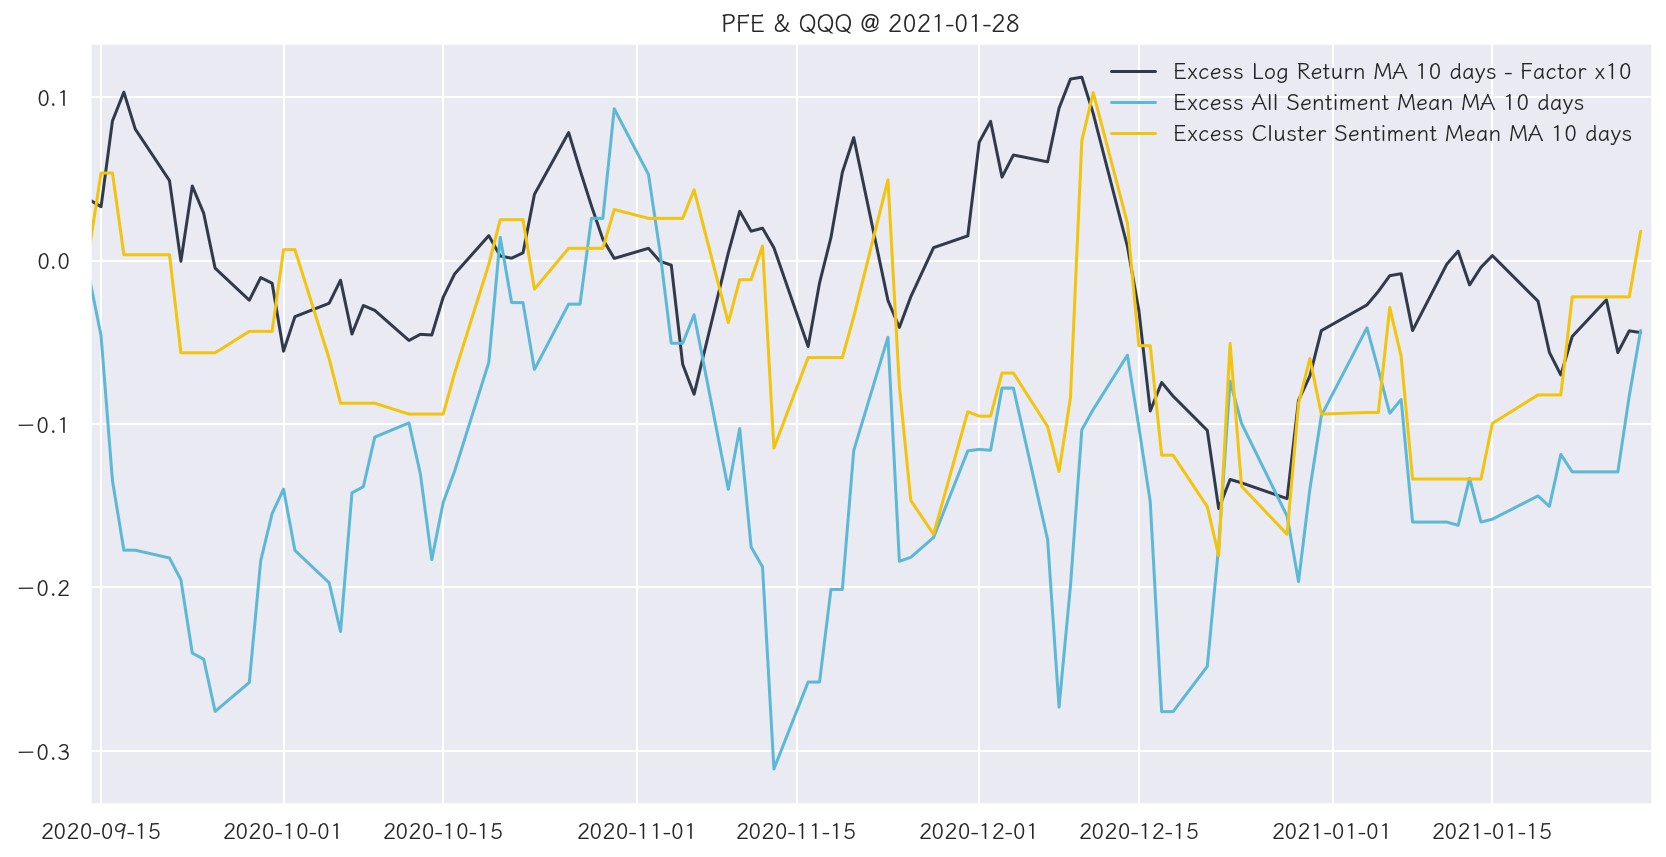 PFE & QQQ @ 2021-01-28
Excess Log Return MA 10 days - Factor x10
Excess All Sentiment Mean MA 10 days
Excess Cluster Sentiment Mean MA 10 days
0.1
0.0
−0.1
−0.2
−0.3
2020-09-15 2020-10-01 2020-10-15 2020-11-01 2020-11-15 2020-12-01 2020-12-15 2021-01-01 2021-01-15